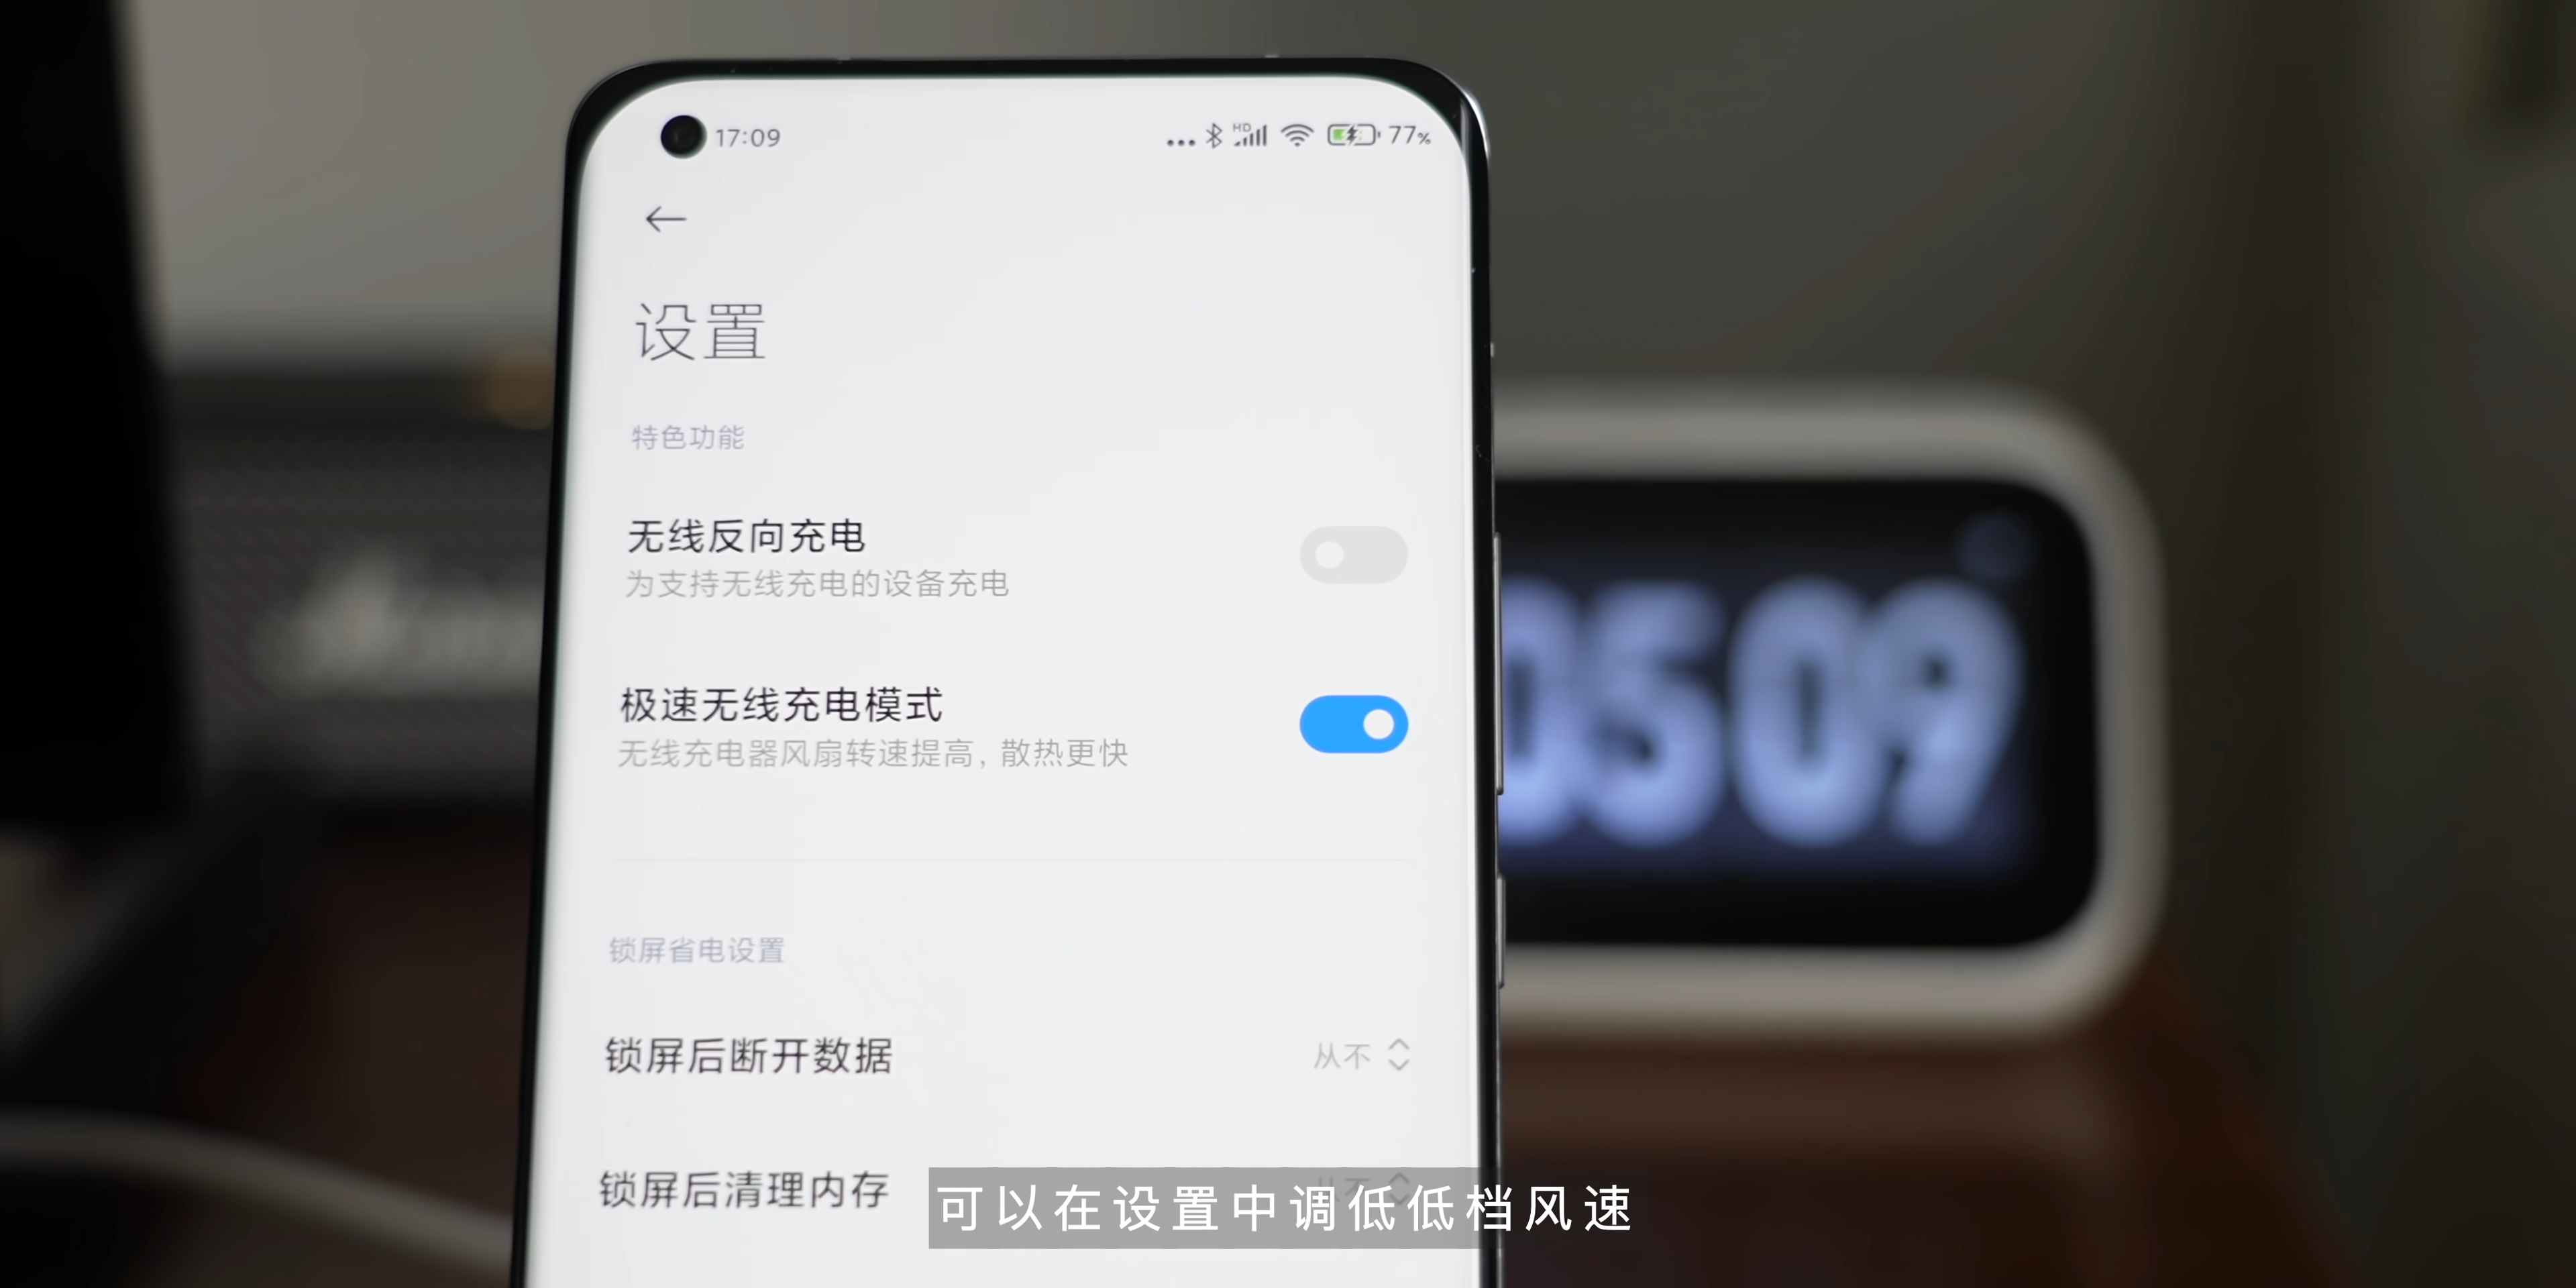 17:09
HD
77%
设置
特色功能
无线反向充电
为支持无线充电的设备充电
极速无线充电模式
无线充电器风扇转速提高，散热更快
锁屏省电设置
锁屏后断开数据
从不
锁屏后清理内存
从不
可以在设置中调低低档风速
0509